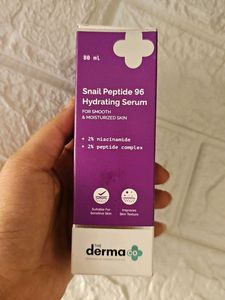 80 ml
Snail Peptide 96
Hydrating Serum
FOR SMOOTH
& MOISTURIZED SKIN
+ 2% niacinamide
+ 2% peptide complex
Suitable For
Sensitive Skin
Improves
Skin Texture
THE
derma co